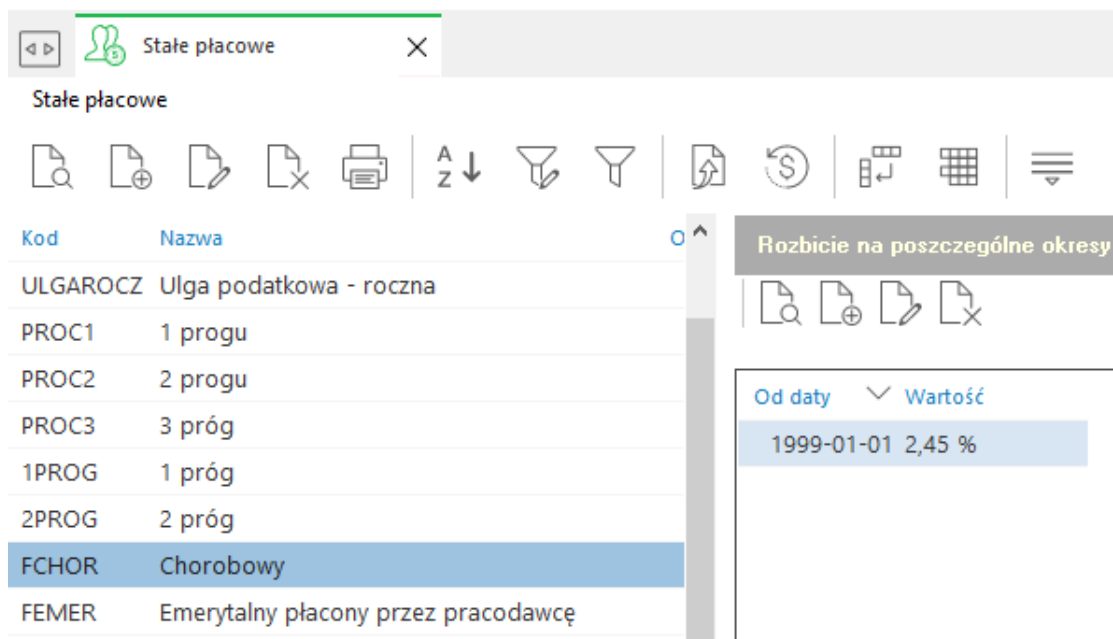 Stałe płacowe
Stałe płacowe
A
Z
$
Kod Nazwa O
ULGAROCZ Ulga podatkowa - roczna
PROC1 1 progu
PROC2 2 progu
PROC3 3 próg
1PROG 1 próg
2PROG 2 próg
FCHOR Chorobowy
FEMER Emerytalny płacony przez pracodawcę
Rozbicie na poszczególne okresy
Od daty Wartość
1999-01-01 2,45 %